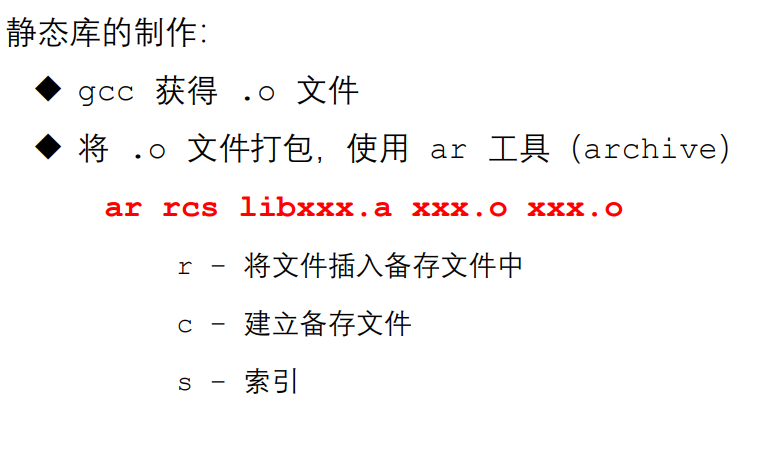 静态库的制作：
◆ gcc 获得 .o 文件
◆ 将 .o 文件打包，使用 ar 工具（archive）
ar rcs libxxx.a xxx.o xxx.o
r – 将文件插入备存文件中
c – 建立备存文件
s – 索引